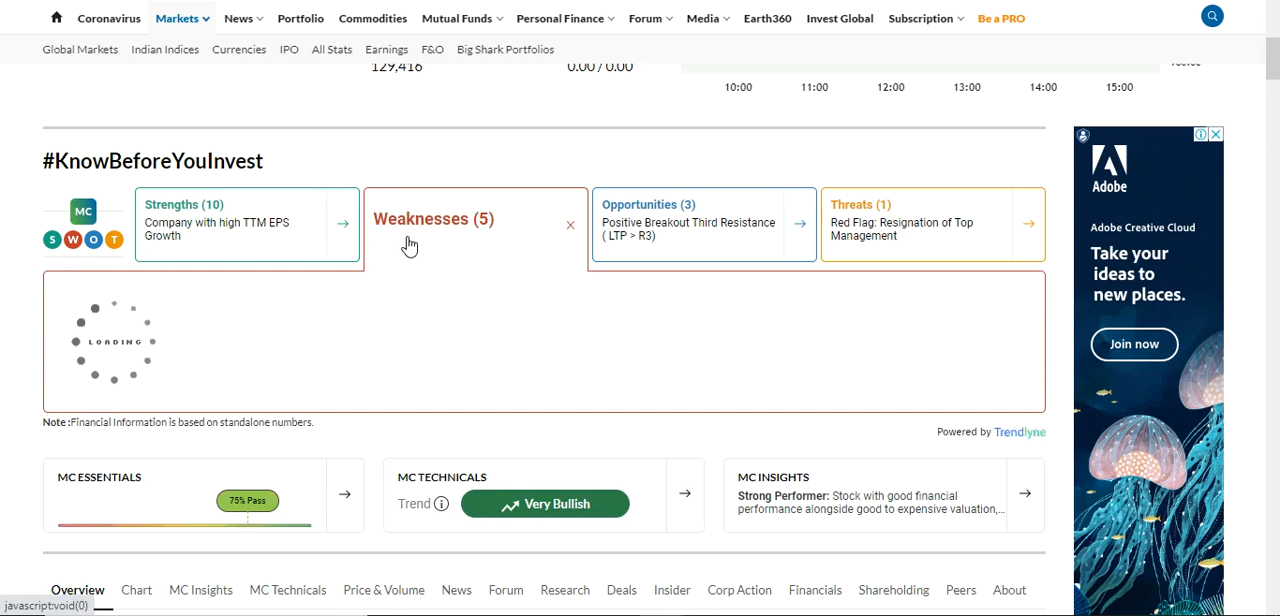 Coronavirus Markets News Portfolio Commodities Mutual Funds Personal Finance Forum Media Earth360 Invest Global Subscription Be a PRO
Global Markets Indian Indices Currencies IPO All Stats Earnings F&O Big Shark Portfolios
129,416 0.00 / 0.00
10:00 11:00 12:00 13:00 14:00 15:00
#KnowBeforeYouInvest
MC
S W O T
Strengths (10)
Company with high TTM EPS
Growth
Weaknesses (5)
Opportunities (3)
Positive Breakout Third Resistance
( LTP > R3)
Threats (1)
Red Flag: Resignation of Top
Management
LOADING
Note :Financial Information is based on standalone numbers.
Powered by Trendlyne
MC ESSENTIALS
75% Pass
MC TECHNICALS
Trend Very Bullish
MC INSIGHTS
Strong Performer: Stock with good financial
performance alongside good to expensive valuation,...
Overview Chart MC Insights MC Technicals Price & Volume News Forum Research Deals Insider Corp Action Financials Shareholding Peers About
javascript:void(0)
Adobe
Adobe Creative Cloud
Take your
ideas to
new places.
Join now